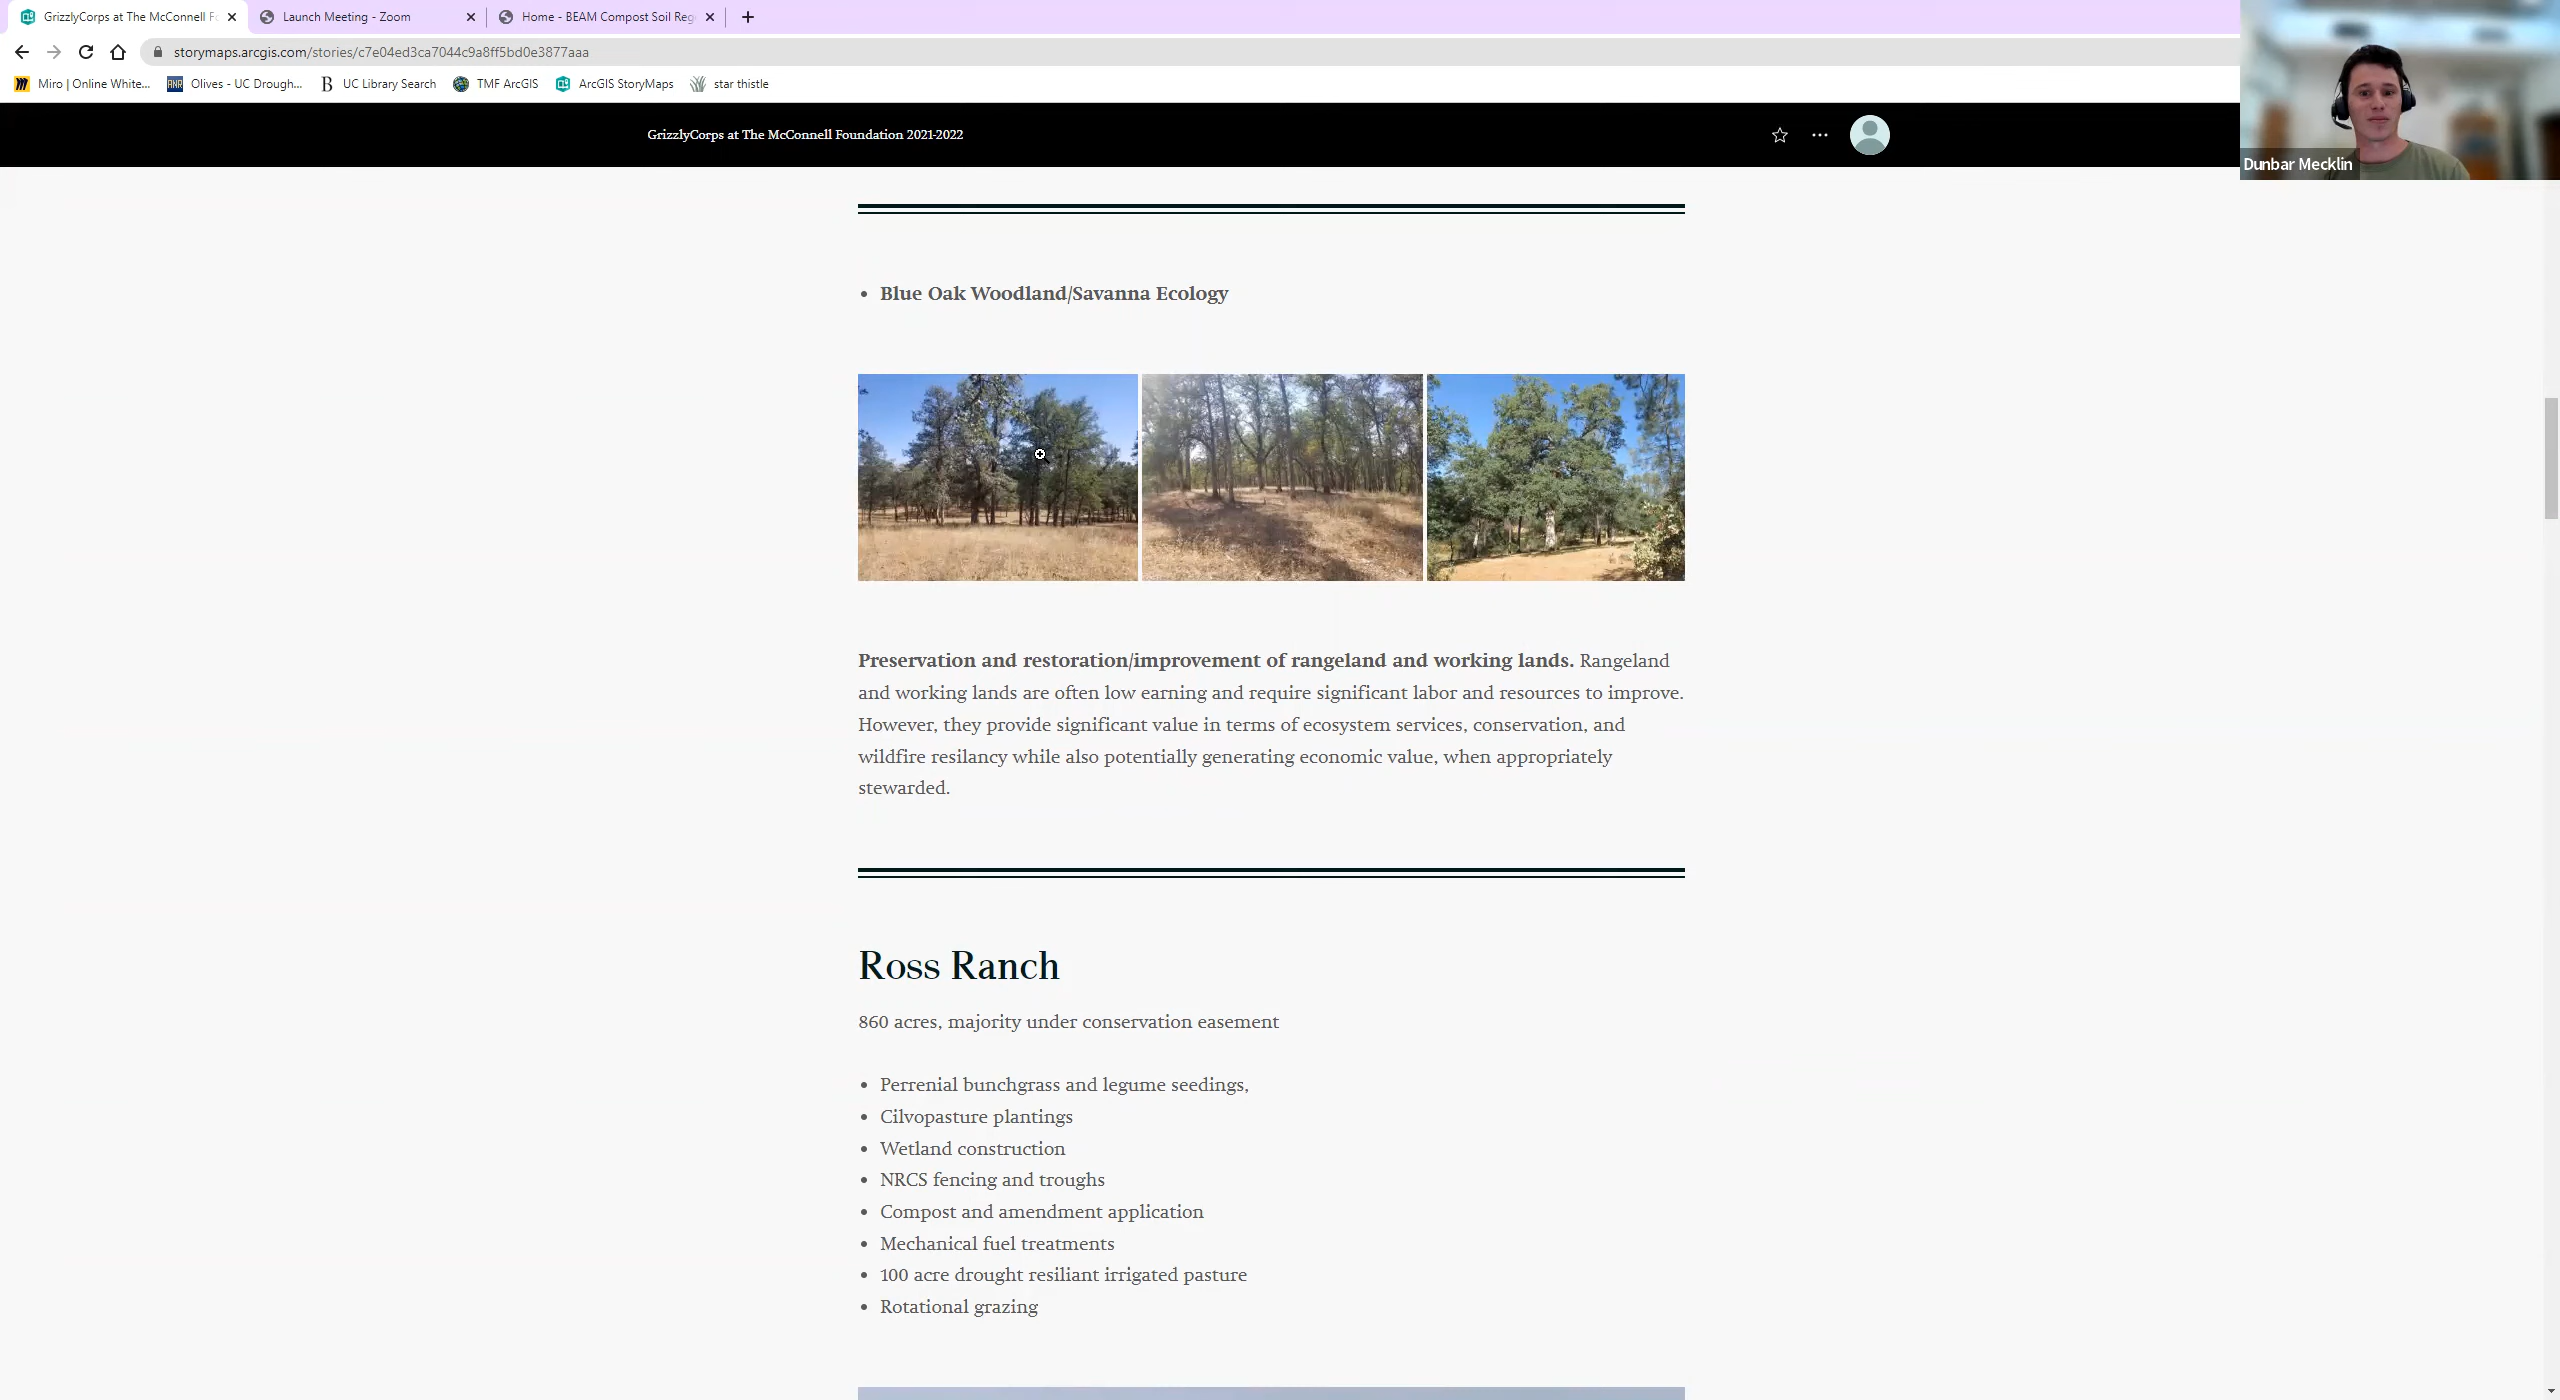 GrizzlyCorps at The McConnell Fo
Launch Meeting - Zoom
Home - BEAM Compost Soil Reg
storymaps.arcgis.com/stories/c7e04ed3ca7044c9a8ff5bd0e3877aaa
Miro | Online White...
Olives - UC Drough...
UC Library Search
TMF ArcGIS
ArcGIS StoryMaps
star thistle
GrizzlyCorps at The McConnell Foundation 2021-2022
Dunbar Mecklin
• Blue Oak Woodland/Savanna Ecology
Preservation and restoration/improvement of rangeland and working lands. Rangeland
and working lands are often low earning and require significant labor and resources to improve.
However, they provide significant value in terms of ecosystem services, conservation, and
wildfire resilancy while also potentially generating economic value, when appropriately
stewarded.
Ross Ranch
860 acres, majority under conservation easement
• Perrenial bunchgrass and legume seedings,
• Cilvopasture plantings
• Wetland construction
• NRCS fencing and troughs
• Compost and amendment application
• Mechanical fuel treatments
• 100 acre drought resiliant irrigated pasture
• Rotational grazing